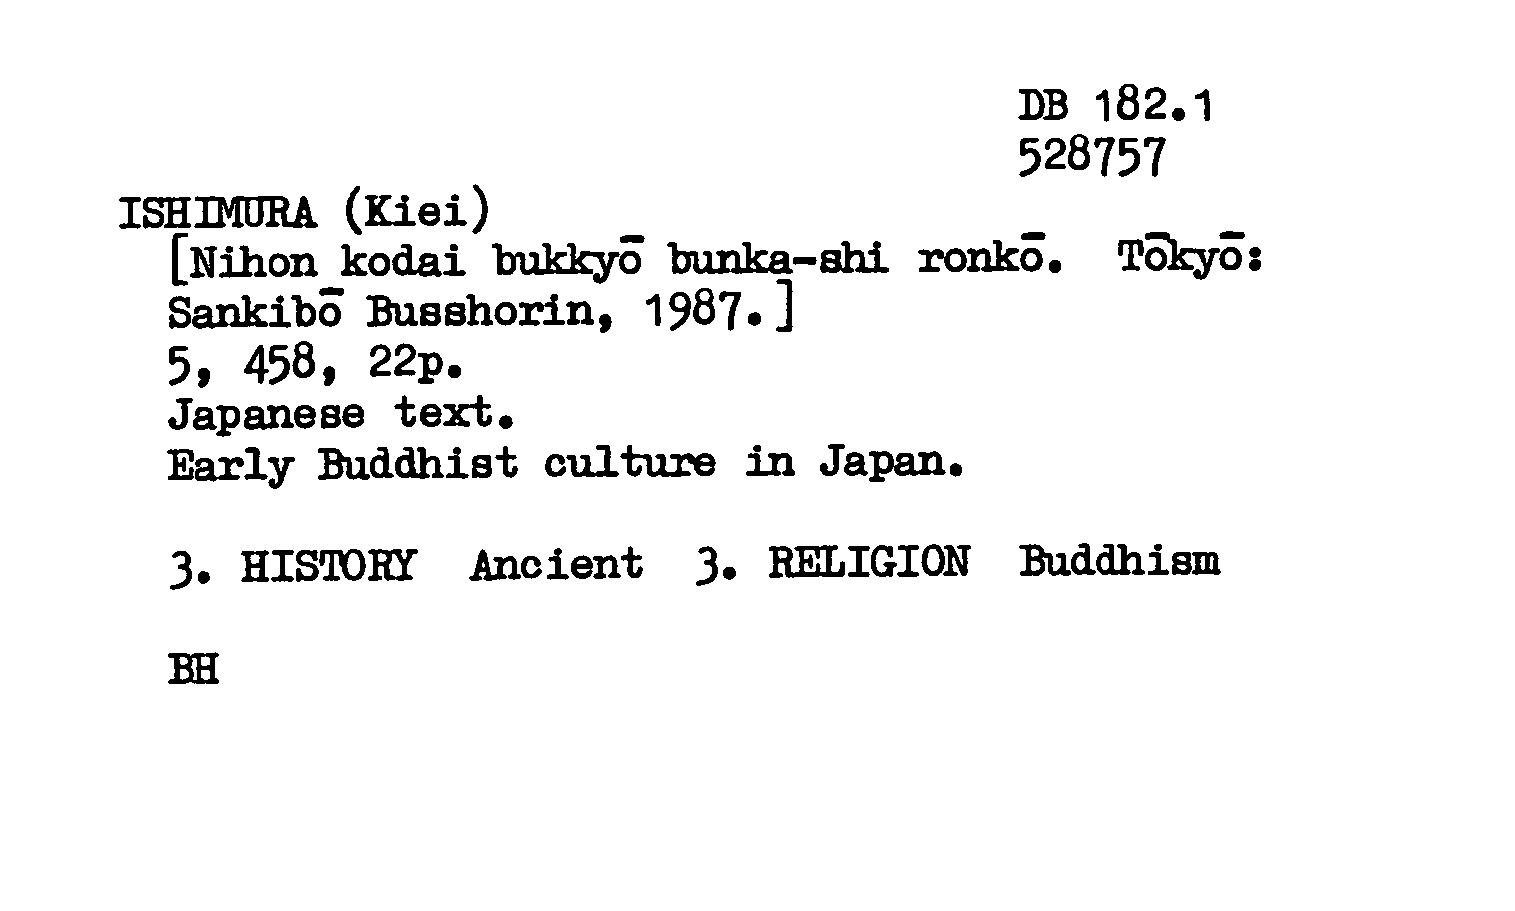 DB 182.1
528757
ISHIMURA (Kiei)
[Nihon kodai bukkyō bunka-shi ronkō. Tōkyō:
Sankibō Busshorin, 1987.]
5, 458, 22p.
Japanese text.
Early Buddhist culture in Japan.
3. HISTORY Ancient 3. RELIGION Buddhism
BH